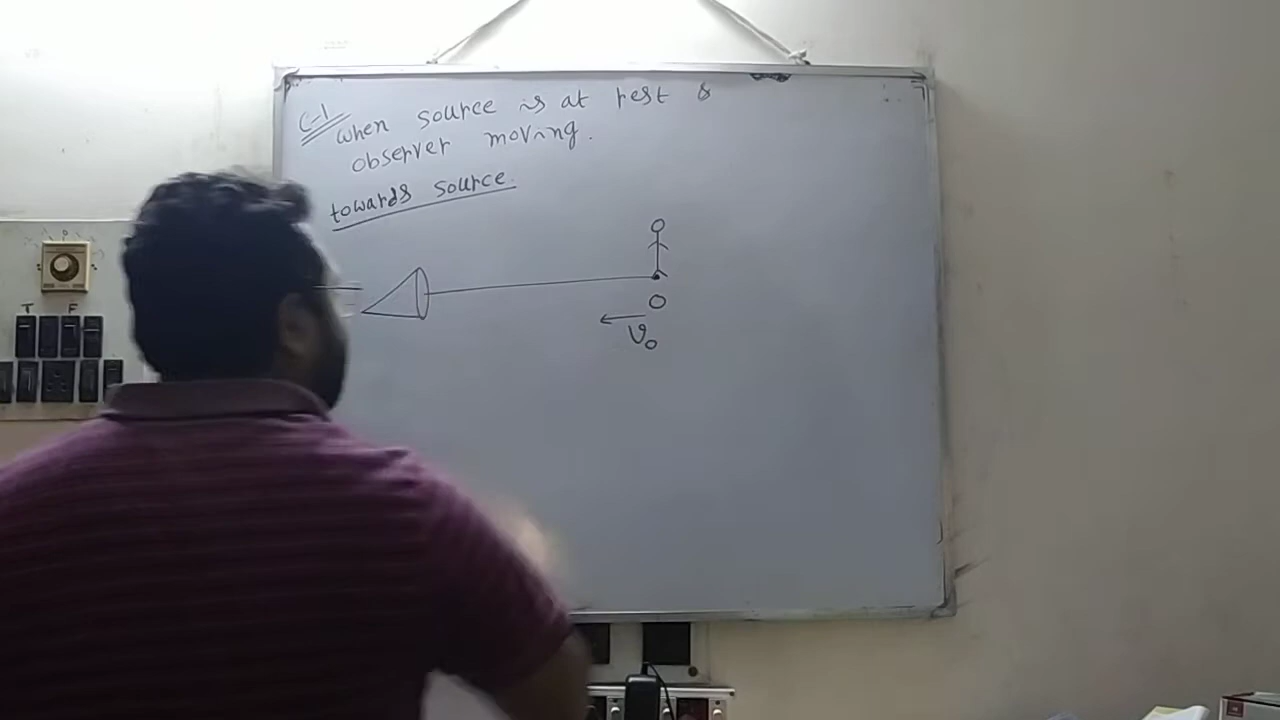 C-1
When source is at rest &
observer moving.
towards source.
O
v₀
T F